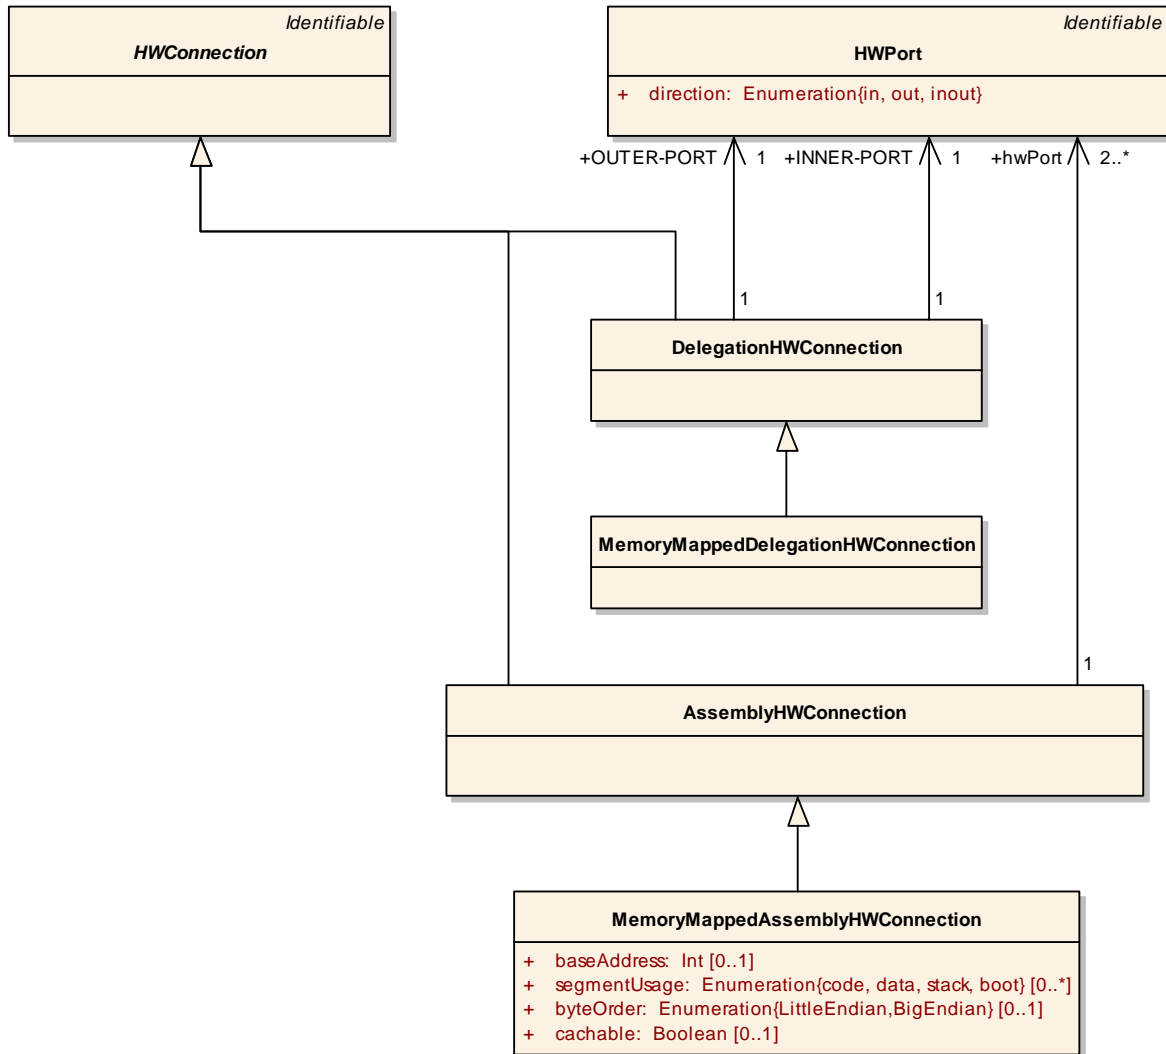 Identifiable
HWConnection
Identifiable
HWPort
+ direction: Enumeration{in, out, inout}
+OUTER-PORT 1 +INNER-PORT 1 +hwPort 2..*
1 1
DelegationHWConnection
MemoryMappedDelegationHWConnection
1
AssemblyHWConnection
MemoryMappedAssemblyHWConnection
+ baseAddress: Int [0..1]
+ segmentUsage: Enumeration{code, data, stack, boot} [0..*]
+ byteOrder: Enumeration{LittleEndian,BigEndian} [0..1]
+ cachable: Boolean [0..1]